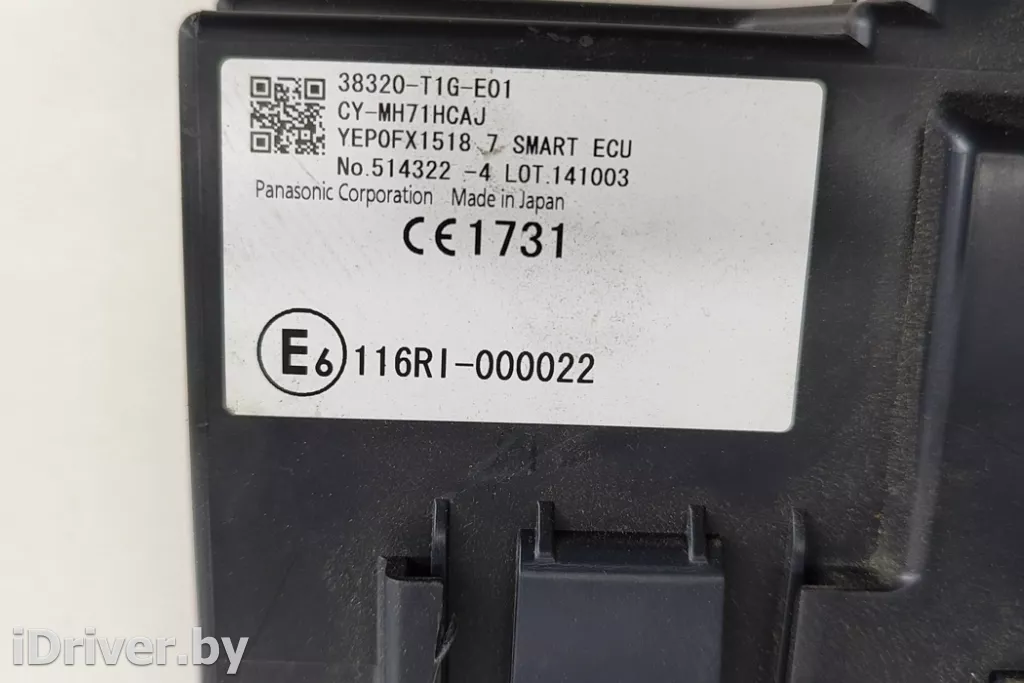 38320-T1G-E01
CY-MH71HCAJ
YEP0FX1518 7 SMART ECU
No.514322 -4 LOT.141003
Panasonic Corporation Made in Japan
CE1731
E6 116RI-000022
iDriver.by